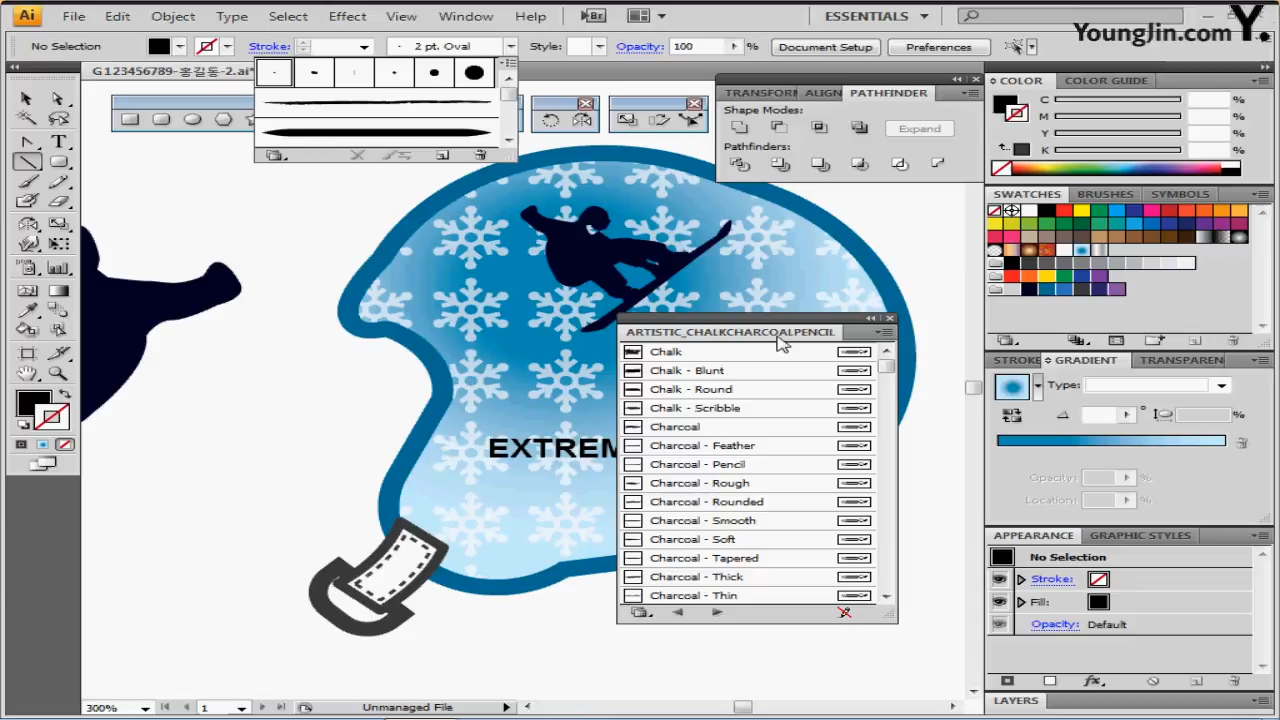 Ai File Edit Object Type Select Effect View Window Help Br ESSENTIALS
YoungJin.com Y.
No Selection Stroke: 2 pt. Oval Style: Opacity: 100 % Document Setup Preferences
G123456789-홍길동-2.ai*
TRANSFORM ALIGN PATHFINDER
Shape Modes:
Expand
Pathfinders:
COLOR COLOR GUIDE
C %
M %
Y %
K %
SWATCHES BRUSHES SYMBOLS
ARTISTIC_CHALKCHARCOALPENCIL
Chalk
Chalk - Blunt
Chalk - Round
Chalk - Scribble
Charcoal
Charcoal - Feather
Charcoal - Pencil
Charcoal - Rough
Charcoal - Rounded
Charcoal - Smooth
Charcoal - Soft
Charcoal - Tapered
Charcoal - Thick
Charcoal - Thin
EXTREM
STROKE GRADIENT TRANSPAREN
Type:
° %
Opacity: %
Location: %
APPEARANCE GRAPHIC STYLES
No Selection
Stroke:
Fill:
Opacity: Default
fx
LAYERS
300% 1 Unmanaged File